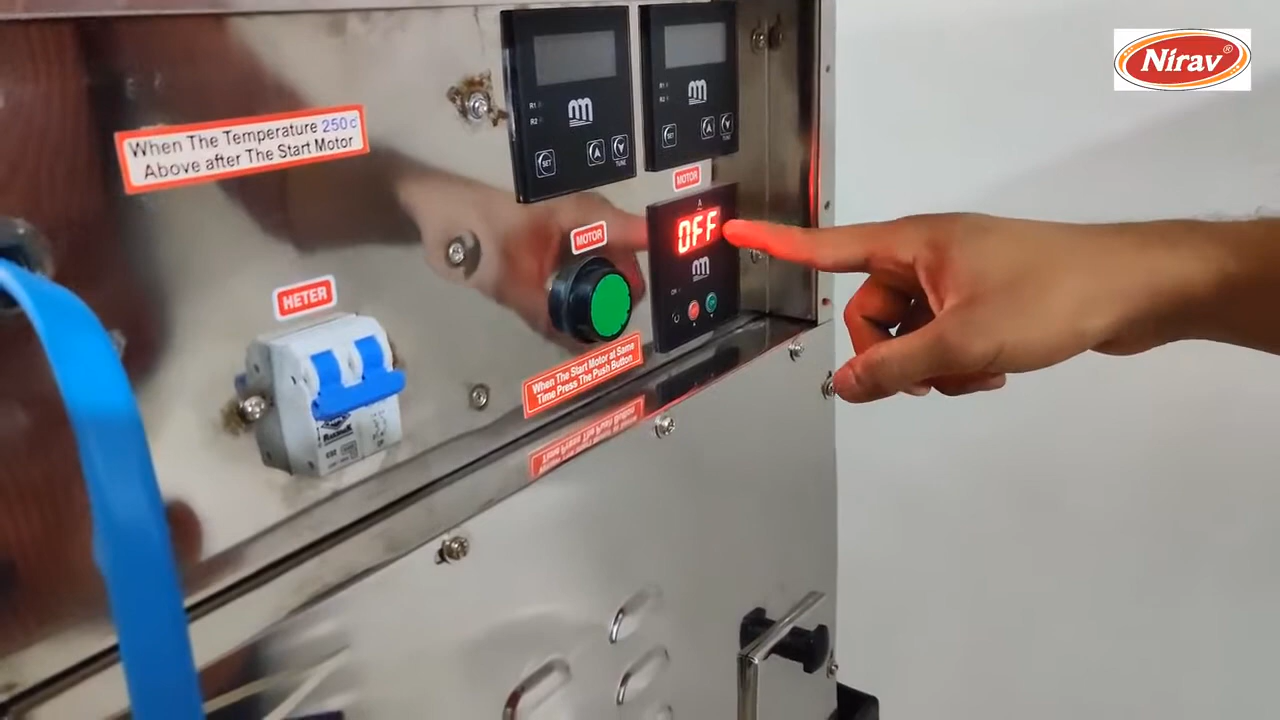 Nirav®
When The Temperature 250c
Above after The Start Motor
R1
R2
SET
TUNE
R1
R2
SET
TUNE
MOTOR
A
OFF
MOTOR
HETER
When The Start Motor at Same
Time Press The Push Button